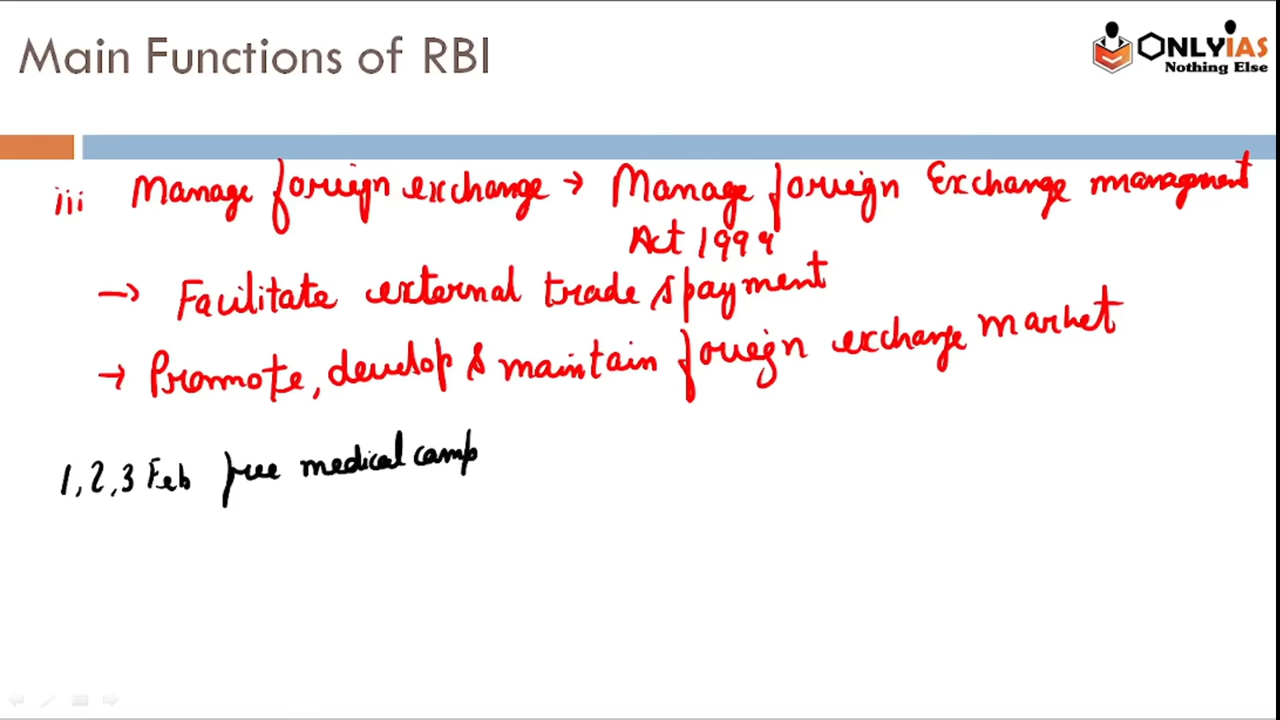 Main Functions of RBI
ONLYIAS
Nothing Else
iii Manage foreign exchange → Manage foreign Exchange managment
Act 1999
→ Facilitate external trade & payment
→ Promote, develop & maintain foreign exchange market
1, 2, 3 Feb free medical camp